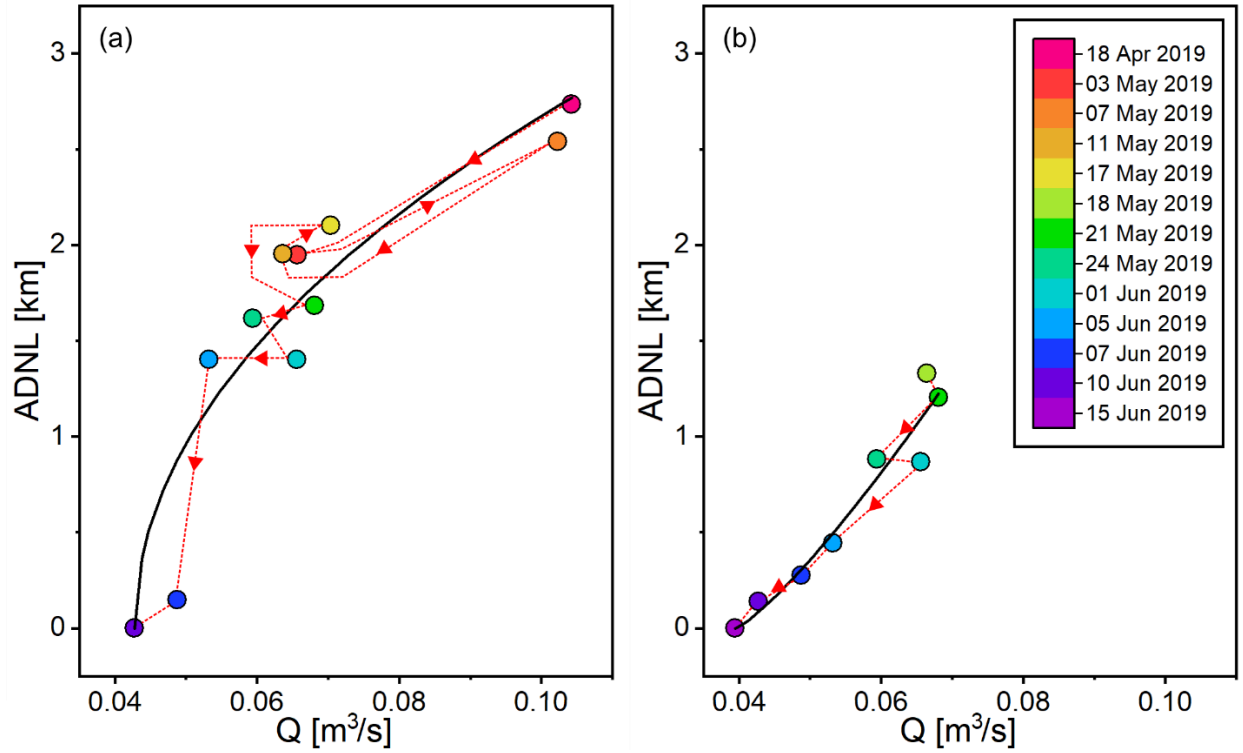 (a)
ADNL [km]
3
2
1
0
0.04 0.06 0.08 0.10
Q [m³/s]
(b)
ADNL [km]
3
2
1
0
0.04 0.06 0.08 0.10
Q [m³/s]
18 Apr 2019
03 May 2019
07 May 2019
11 May 2019
17 May 2019
18 May 2019
21 May 2019
24 May 2019
01 Jun 2019
05 Jun 2019
07 Jun 2019
10 Jun 2019
15 Jun 2019